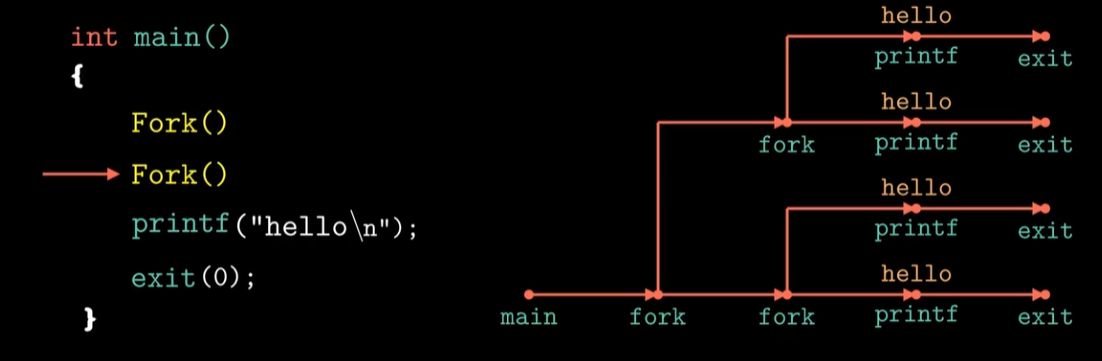 int main()
{
Fork()
Fork()
printf("hello\n");
exit(0);
}
hello
printf exit
hello
fork printf exit
hello
printf exit
hello
main fork fork printf exit